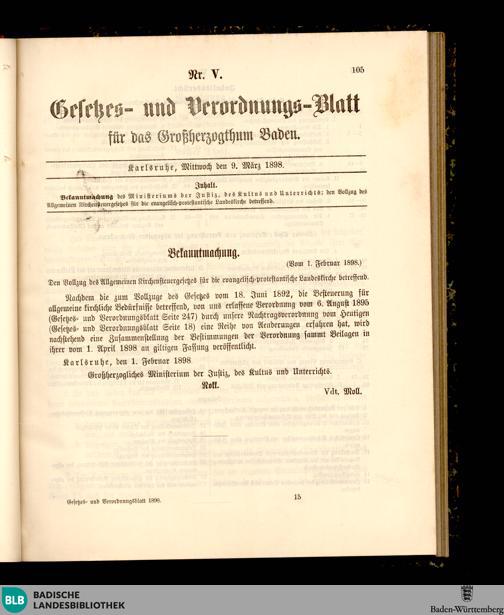 Nr. V.
105
Gesetzes- und Verordnungs-Blatt
für das Großherzogthum Baden.
Karlsruhe, Mittwoch den 9. März 1898.
Inhalt.
Bekanntmachung des Ministeriums der Justiz, des Kultus und Unterrichts: den Vollzug des
Allgemeinen Kirchensteuergesetzes für die evangelisch-protestantische Landeskirche betreffend.
Bekanntmachung.
(Vom 1. Februar 1898.)
Den Vollzug des Allgemeinen Kirchensteuergesetzes für die evangelisch-protestantische Landeskirche betreffend.
Nachdem die zum Vollzuge des Gesetzes vom 18. Juni 1892, die Besteuerung für
allgemeine kirchliche Bedürfnisse betreffend, von uns erlassene Verordnung vom 6. August 1895
(Gesetzes- und Verordnungsblatt Seite 247) durch unsere Nachtragsverordnung vom Heutigen
(Gesetzes- und Verordnungsblatt Seite 18) eine Reihe von Aenderungen erfahren hat, wird
nachstehend eine Zusammenstellung der Bestimmungen der Verordnung sammt Beilagen in
ihrer vom 1. April 1898 an giltigen Fassung veröffentlicht.
Karlsruhe, den 1. Februar 1898
Großherzogliches Ministerium der Justiz, des Kultus und Unterrichts.
Nokk.
Vdt. Moll.
Gesetzes- und Verordnungsblatt 1898.
15
BLB BADISCHE
LANDESBIBLIOTHEK
Baden-Württemberg